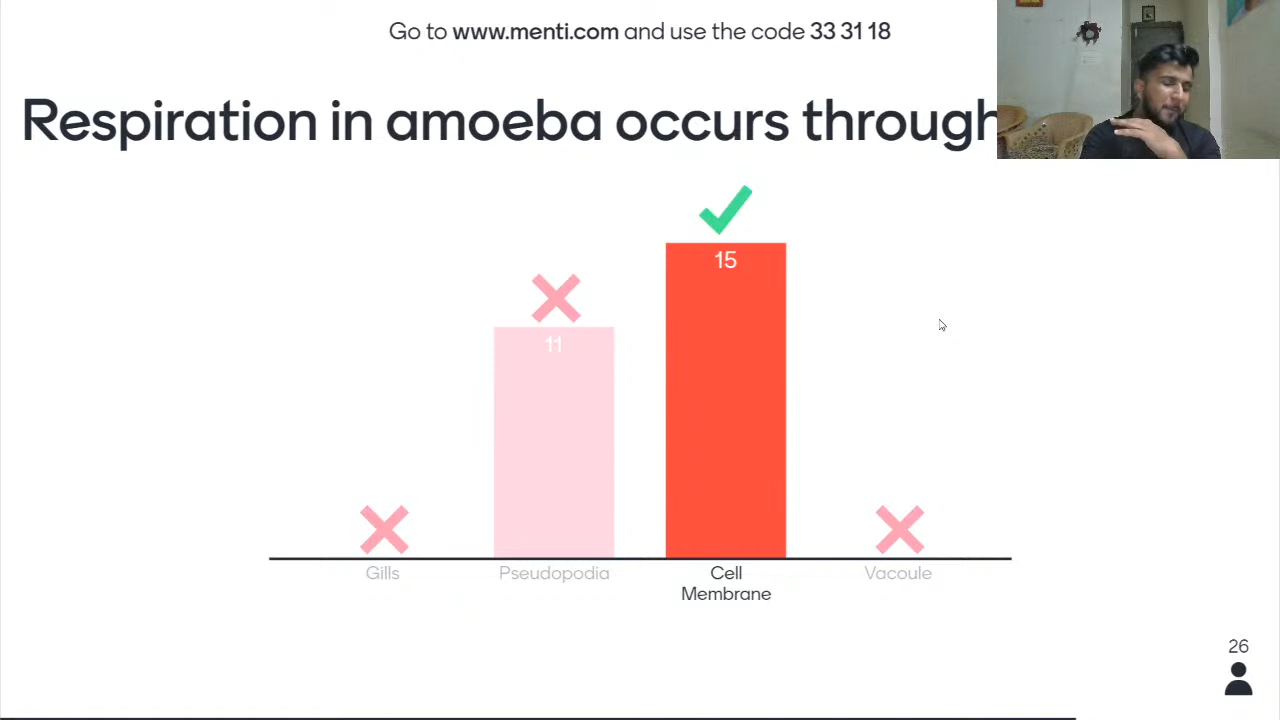 Go to www.menti.com and use the code 33 31 18
Respiration in amoeba occurs through
15
11
Gills
Pseudopodia
Cell
Membrane
Vacoule
26